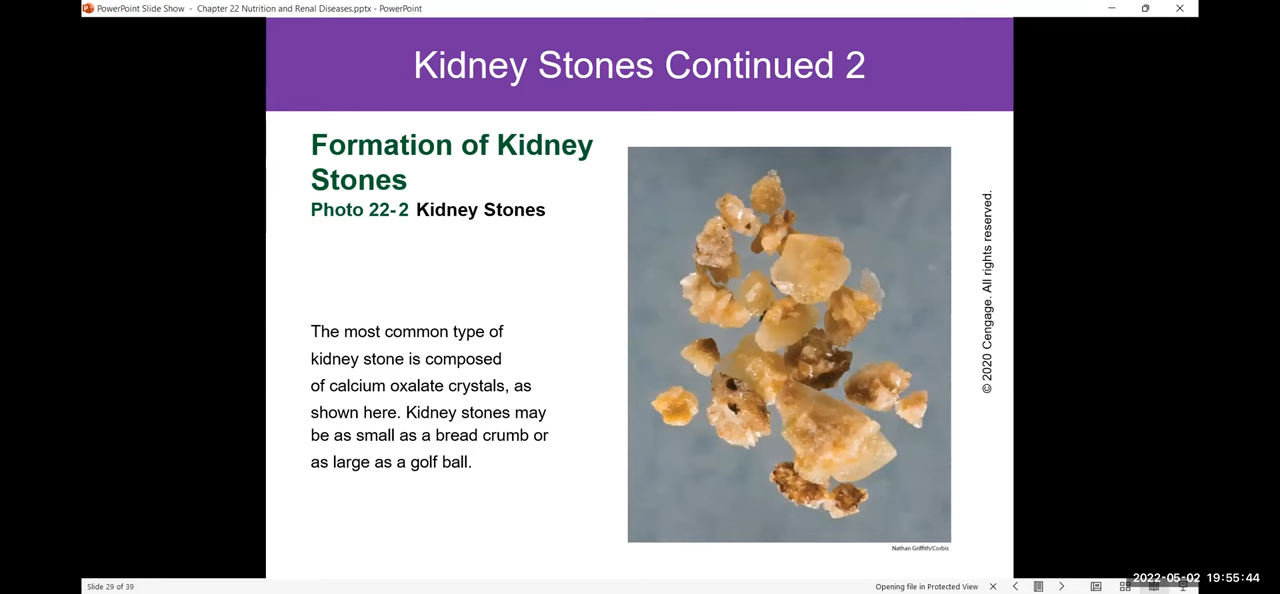 PowerPoint Slide Show - Chapter 22 Nutrition and Renal Diseases.pptx - PowerPoint
Kidney Stones Continued 2
Formation of Kidney
Stones
Photo 22-2 Kidney Stones
The most common type of
kidney stone is composed
of calcium oxalate crystals, as
shown here. Kidney stones may
be as small as a bread crumb or
as large as a golf ball.
© 2020 Cengage. All rights reserved.
Nathan Griffith/Corbis
Slide 29 of 39
Opening file in Protected View
2022-05-02 19:55:44